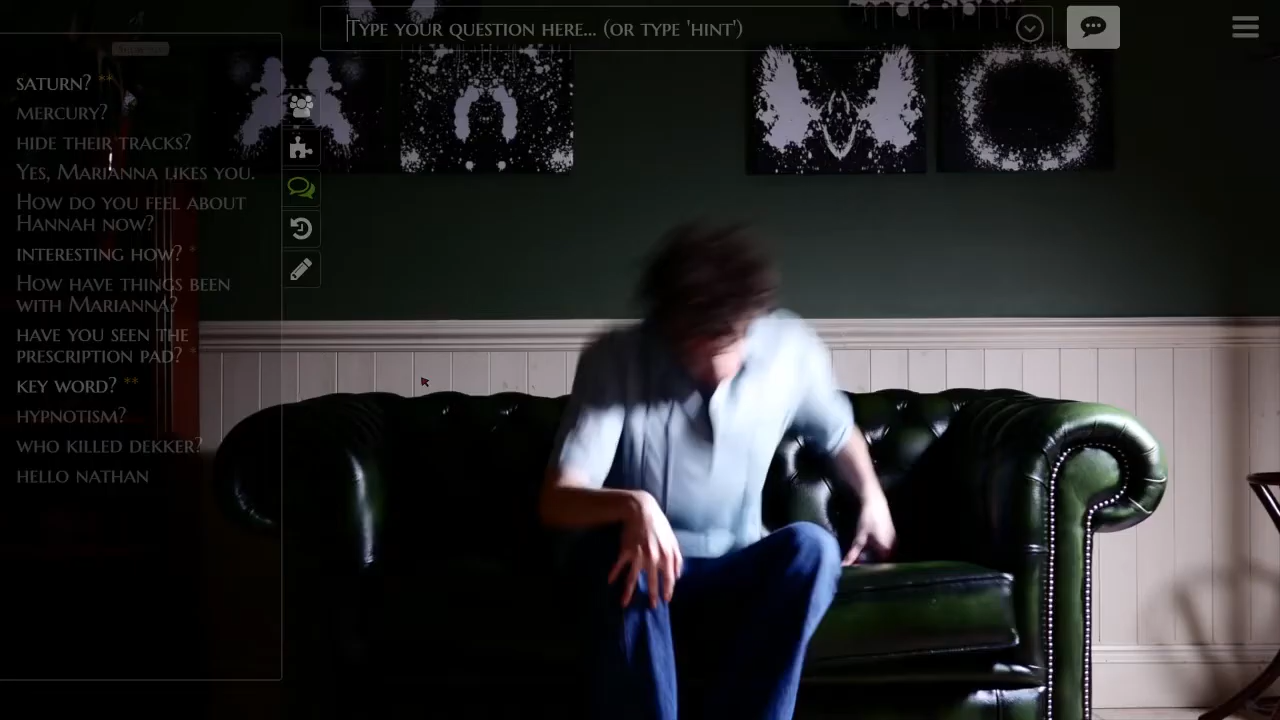 Type your question here... (or type 'hint')
saturn? **
mercury?
hide their tracks?
Yes, Marianna likes you.
How do you feel about
Hannah now?
interesting how? *
How have things been
with Marianna?
have you seen the
prescription pad? *
key word? **
hypnotism?
who killed dekker?
hello nathan